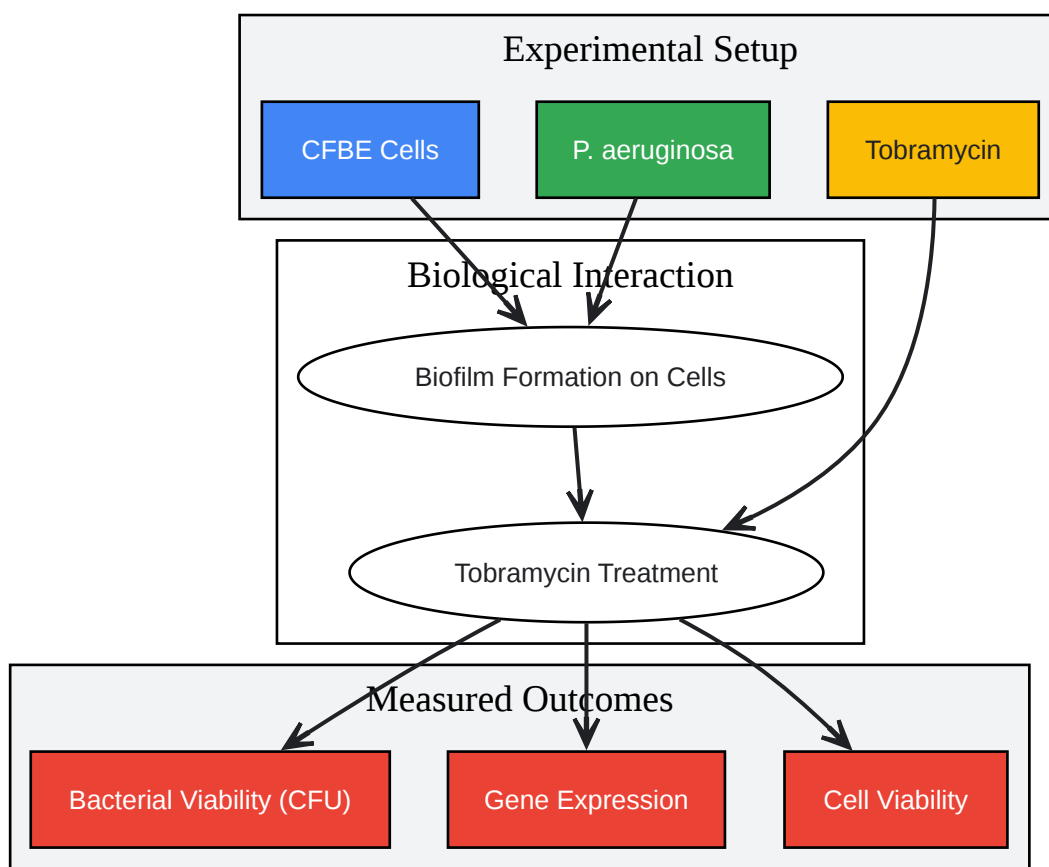 Experimental Setup
CFBE Cells
P. aeruginosa
Tobramycin
Biological Interaction
Biofilm Formation on Cells
Tobramycin Treatment
Measured Outcomes
Bacterial Viability (CFU)
Gene Expression
Cell Viability